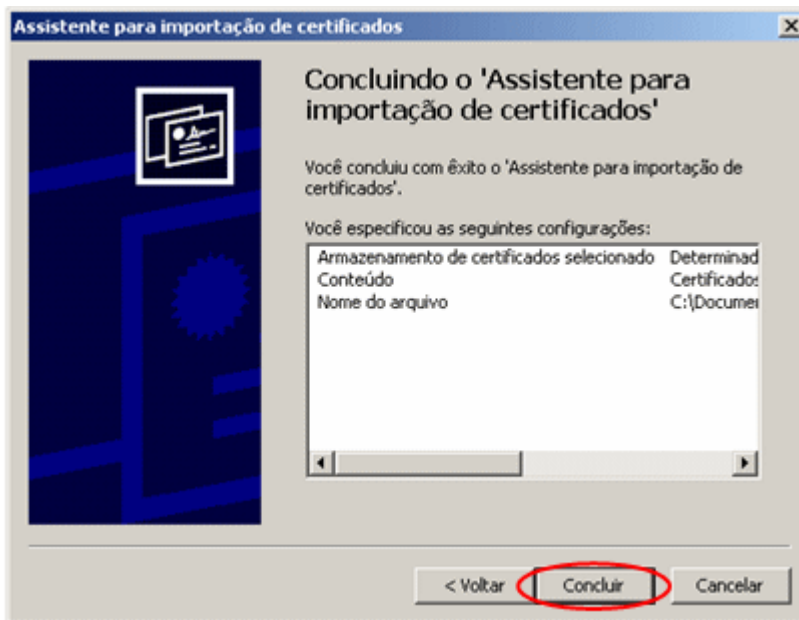 Assistente para importação de certificados
Concluindo o 'Assistente para
importação de certificados'
Você concluiu com êxito o 'Assistente para importação de
certificados'.
Você especificou as seguintes configurações:
Armazenamento de certificados selecionado Determinad
Conteúdo Certificados
Nome do arquivo C:\Documen
< Voltar Concluir Cancelar